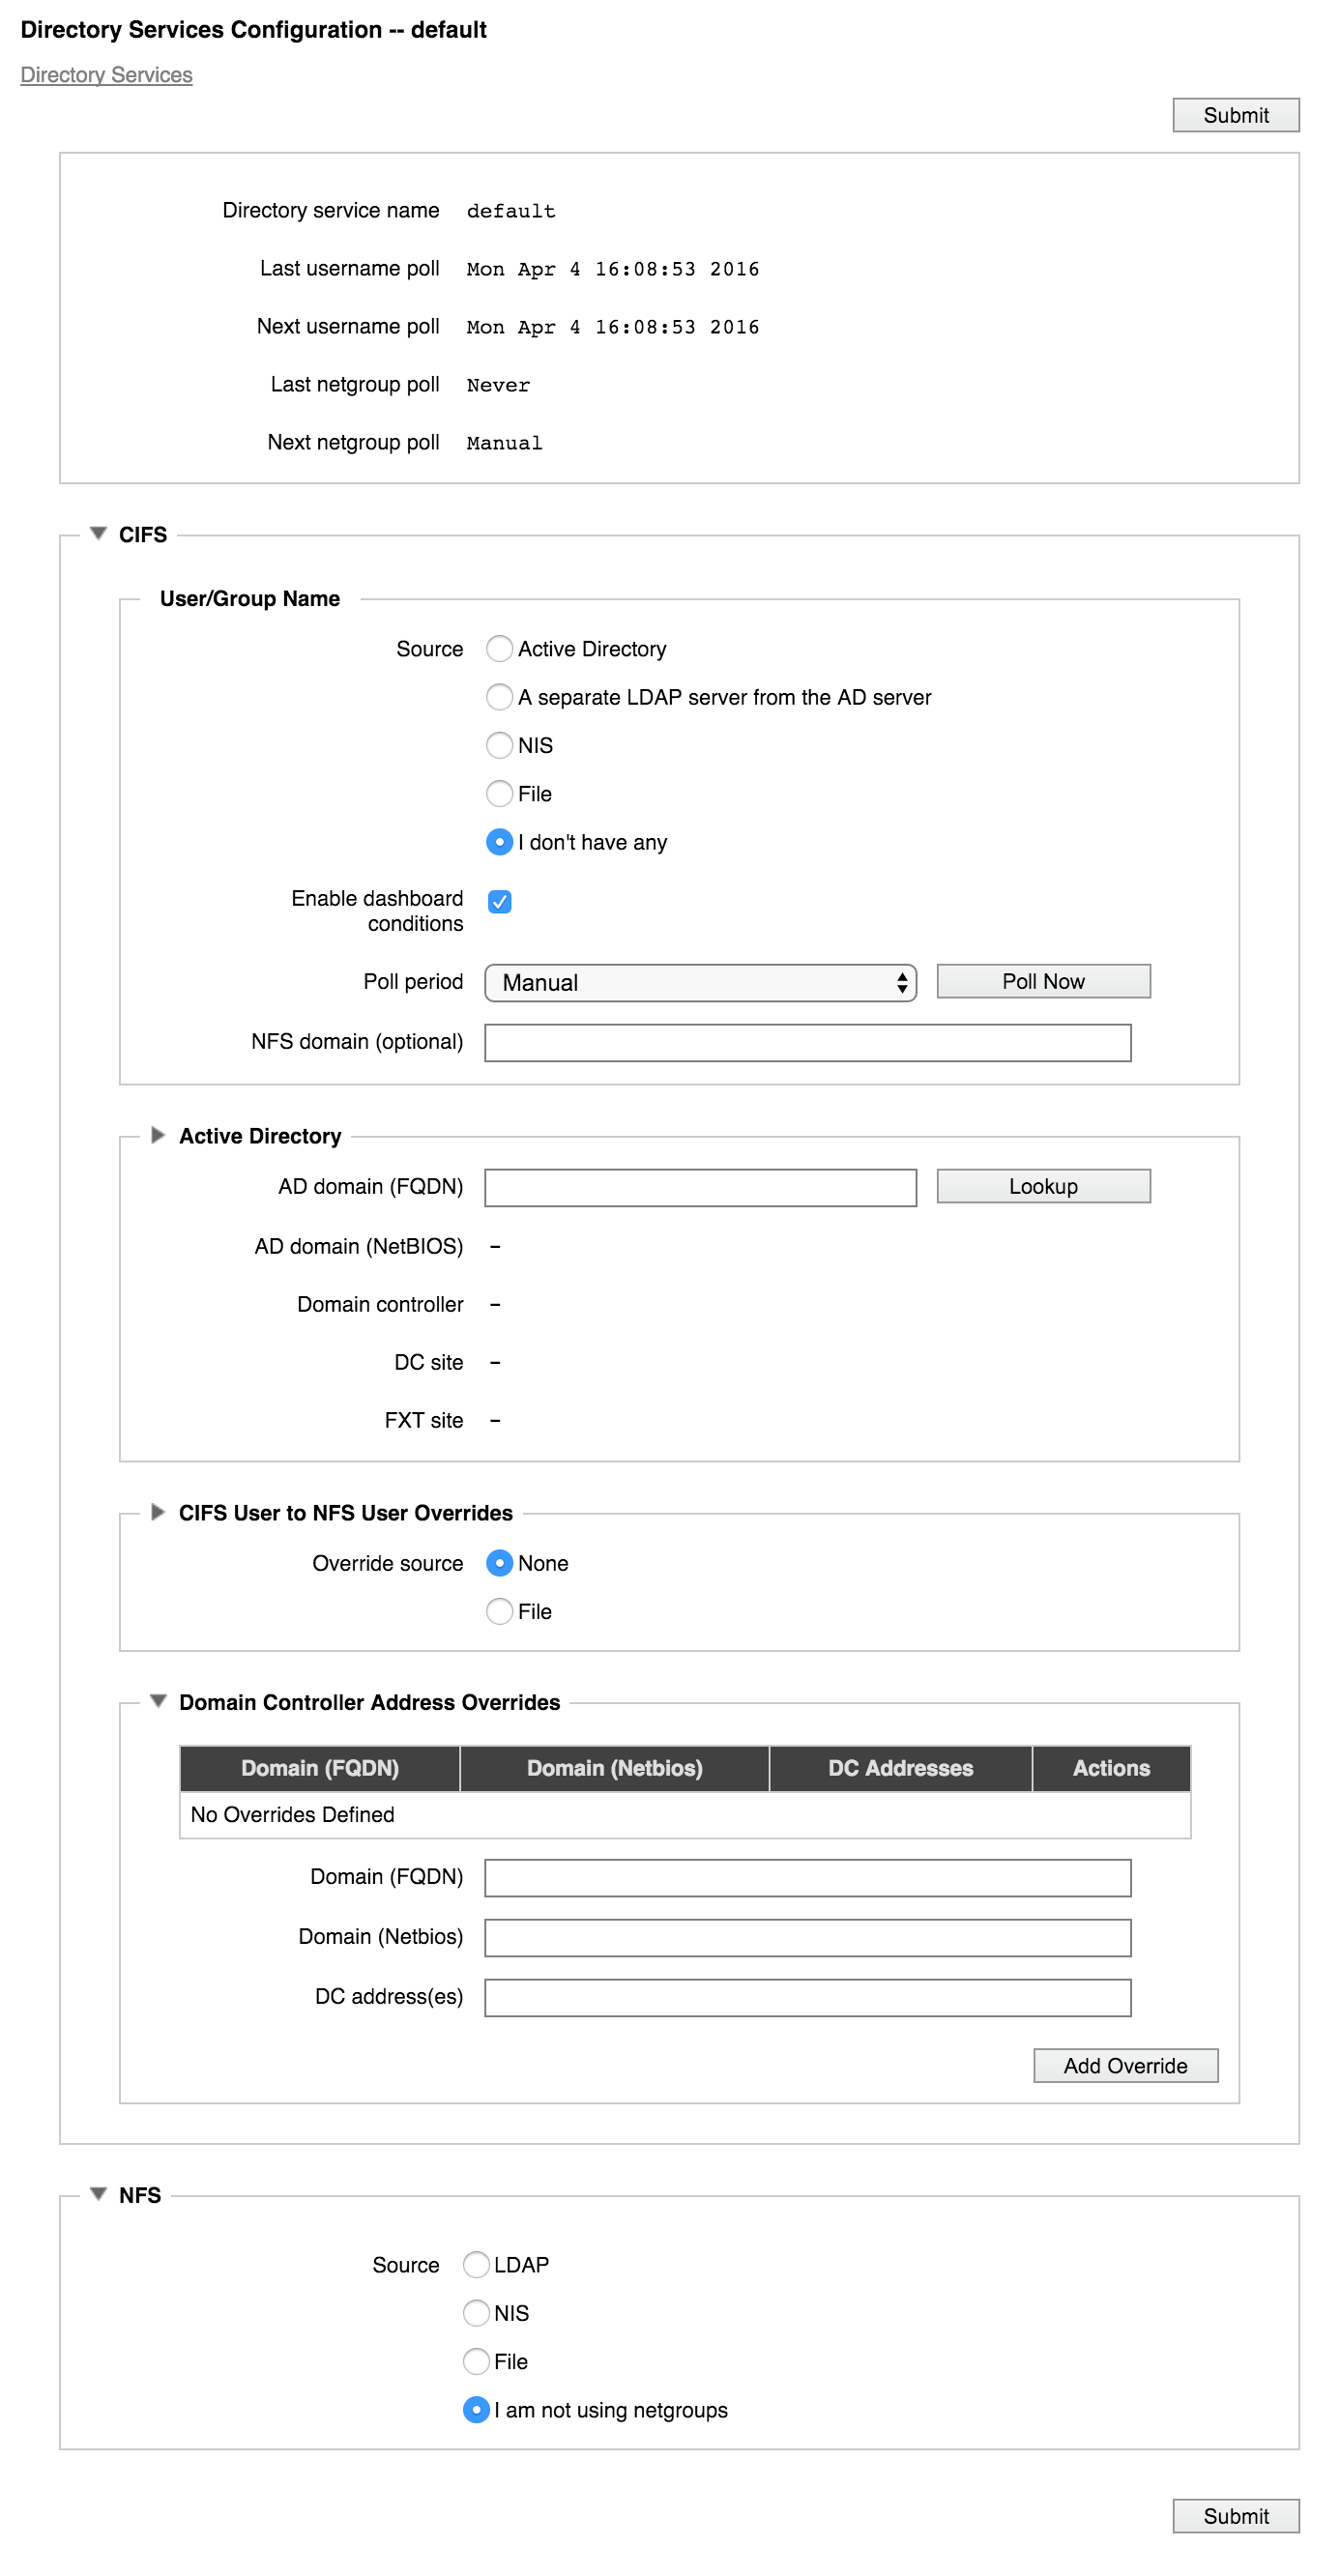 Directory Services Configuration -- default
Directory Services
Submit
Directory service name default
Last username poll Mon Apr 4 16:08:53 2016
Next username poll Mon Apr 4 16:08:53 2016
Last netgroup poll Never
Next netgroup poll Manual
CIFS
User/Group Name
Source Active Directory
A separate LDAP server from the AD server
NIS
File
I don't have any
Enable dashboard
conditions
Poll period Manual Poll Now
NFS domain (optional)
Active Directory
AD domain (FQDN) Lookup
AD domain (NetBIOS) –
Domain controller –
DC site –
FXT site –
CIFS User to NFS User Overrides
Override source None
File
Domain Controller Address Overrides
Domain (FQDN) Domain (Netbios) DC Addresses Actions
No Overrides Defined
Domain (FQDN)
Domain (Netbios)
DC address(es)
Add Override
NFS
Source LDAP
NIS
File
I am not using netgroups
Submit